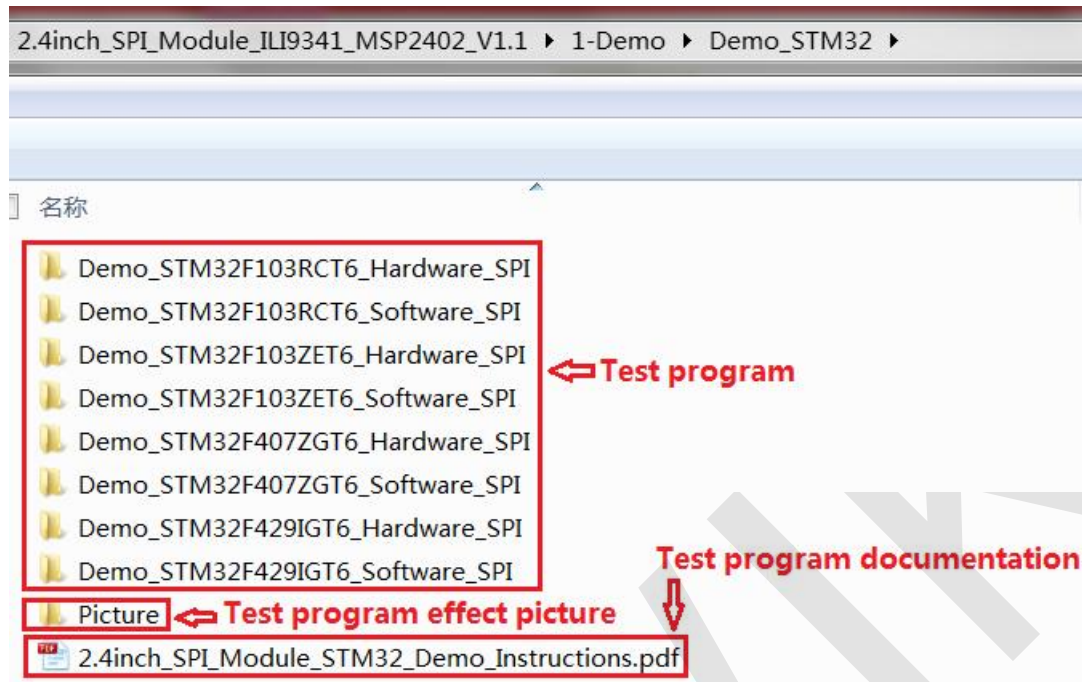 2.4inch_SPI_Module_ILI9341_MSP2402_V1.1 ▸ 1-Demo ▸ Demo_STM32 ▸
名称
Demo_STM32F103RCT6_Hardware_SPI
Demo_STM32F103RCT6_Software_SPI
Demo_STM32F103ZET6_Hardware_SPI
Test program
Demo_STM32F103ZET6_Software_SPI
Demo_STM32F407ZGT6_Hardware_SPI
Demo_STM32F407ZGT6_Software_SPI
Demo_STM32F429IGT6_Hardware_SPI
Test program documentation
Demo_STM32F429IGT6_Software_SPI
Picture Test program effect picture
2.4inch_SPI_Module_STM32_Demo_Instructions.pdf